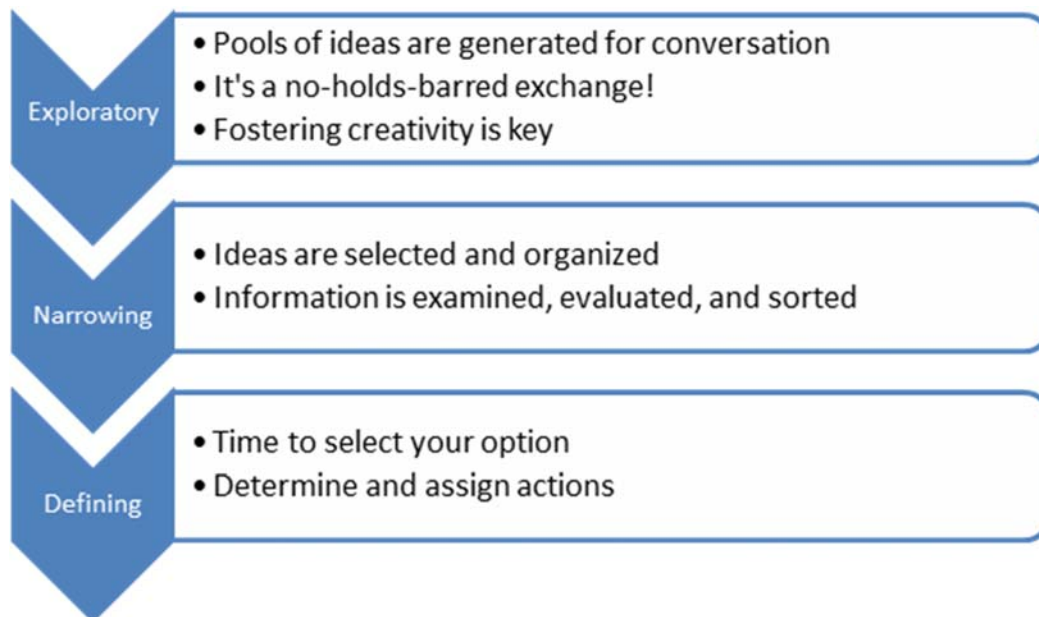 Exploratory
• Pools of ideas are generated for conversation
• It's a no-holds-barred exchange!
• Fostering creativity is key
Narrowing
• Ideas are selected and organized
• Information is examined, evaluated, and sorted
Defining
• Time to select your option
• Determine and assign actions